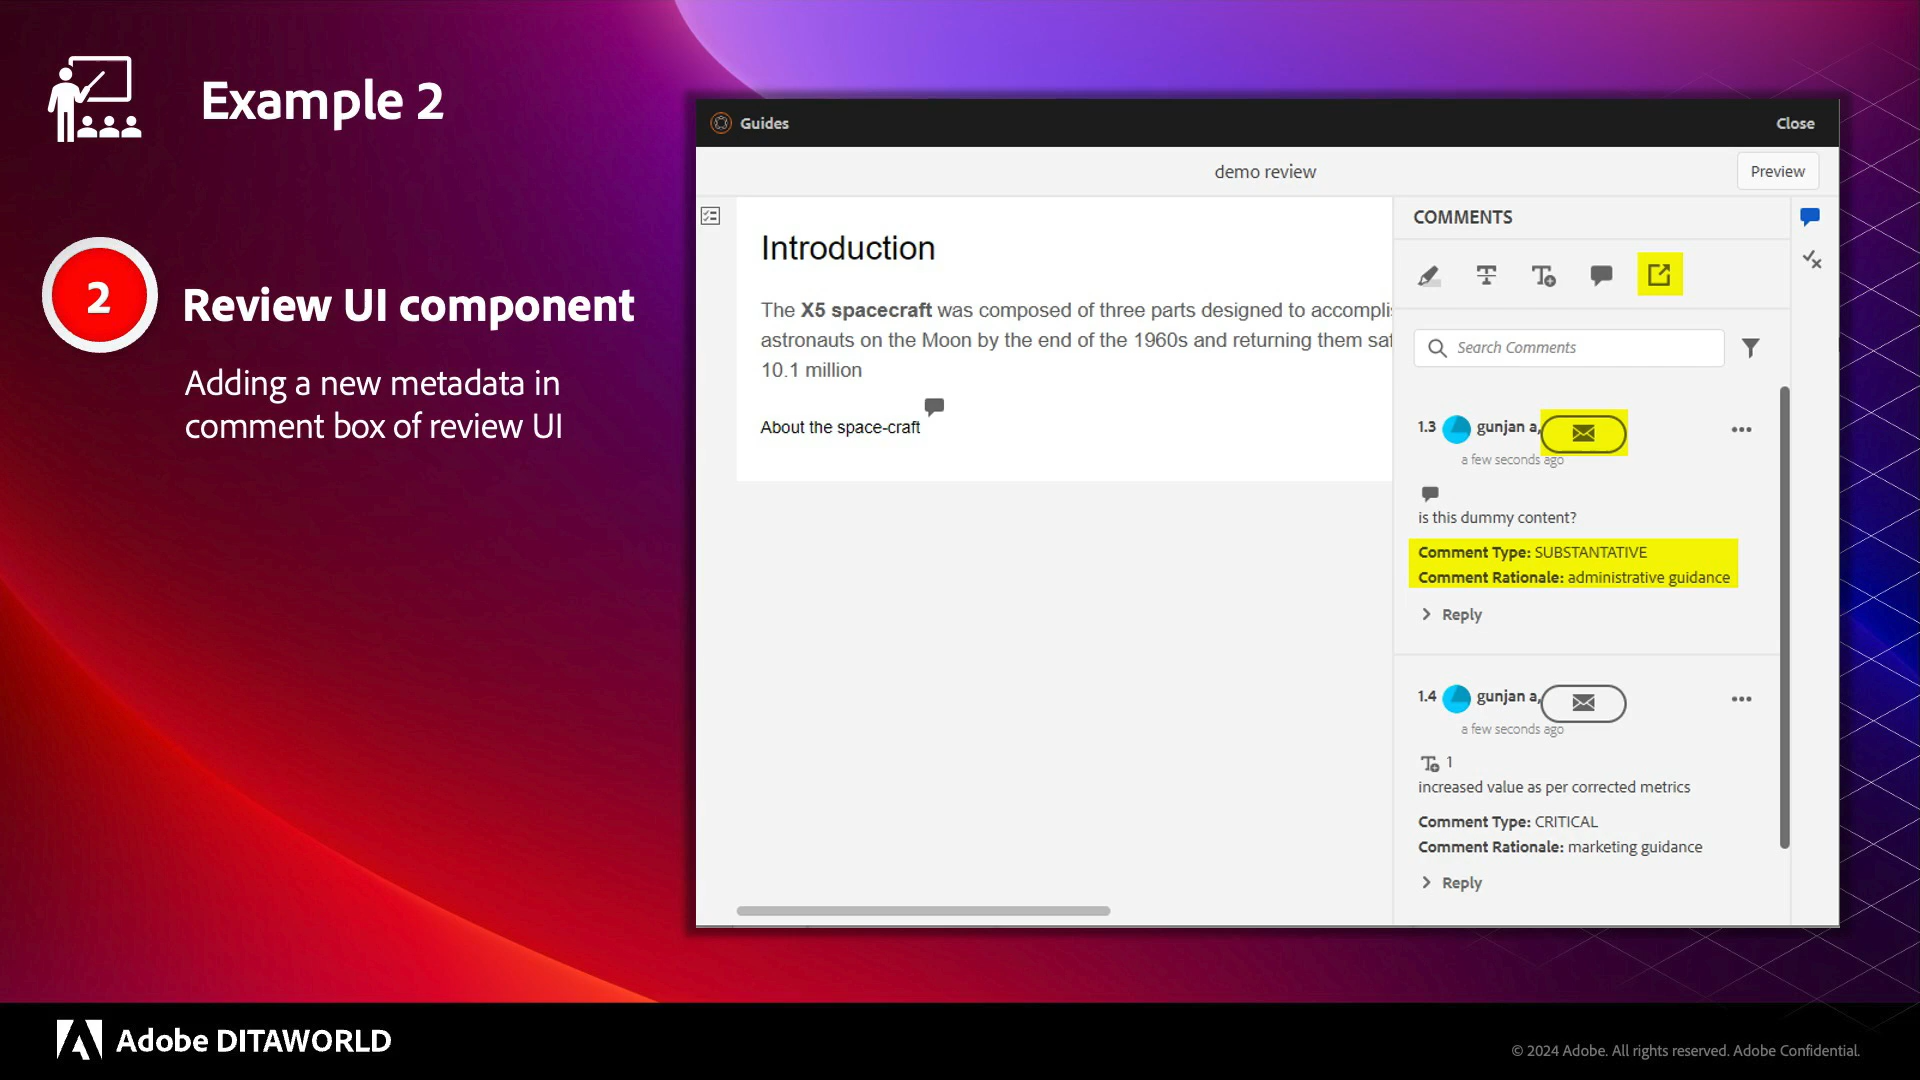 Example 2
2
Review UI component
Adding a new metadata in
comment box of review UI
Guides
Close
demo review
Preview
Introduction
The X5 spacecraft was composed of three parts designed to accomplis
astronauts on the Moon by the end of the 1960s and returning them saf
10.1 million
About the space-craft
COMMENTS
Search Comments
1.3 gunjan a,
a few seconds ago
is this dummy content?
Comment Type: SUBSTANTATIVE
Comment Rationale: administrative guidance
Reply
1.4 gunjan a,
a few seconds ago
1
increased value as per corrected metrics
Comment Type: CRITICAL
Comment Rationale: marketing guidance
Reply
Adobe DITAWORLD
© 2024 Adobe. All rights reserved. Adobe Confidential.